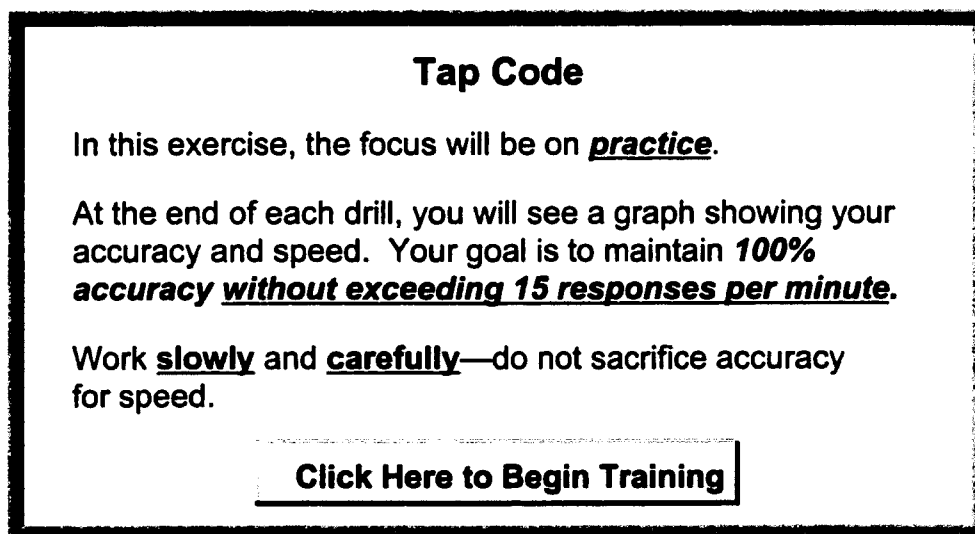 Tap Code
In this exercise, the focus will be on practice.
At the end of each drill, you will see a graph showing your
accuracy and speed. Your goal is to maintain 100%
accuracy without exceeding 15 responses per minute.
Work slowly and carefully—do not sacrifice accuracy
for speed.
Click Here to Begin Training